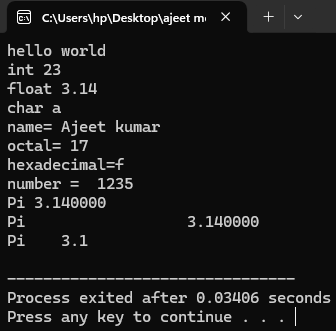 C:\Users\hp\Desktop\ajeet m
hello world
int 23
float 3.14
char a
name= Ajeet kumar
octal= 17
hexadecimal=f
number =  1235
Pi 3.140000
Pi                  3.140000
Pi    3.1
--------------------------------
Process exited after 0.03406 seconds
Press any key to continue . . .